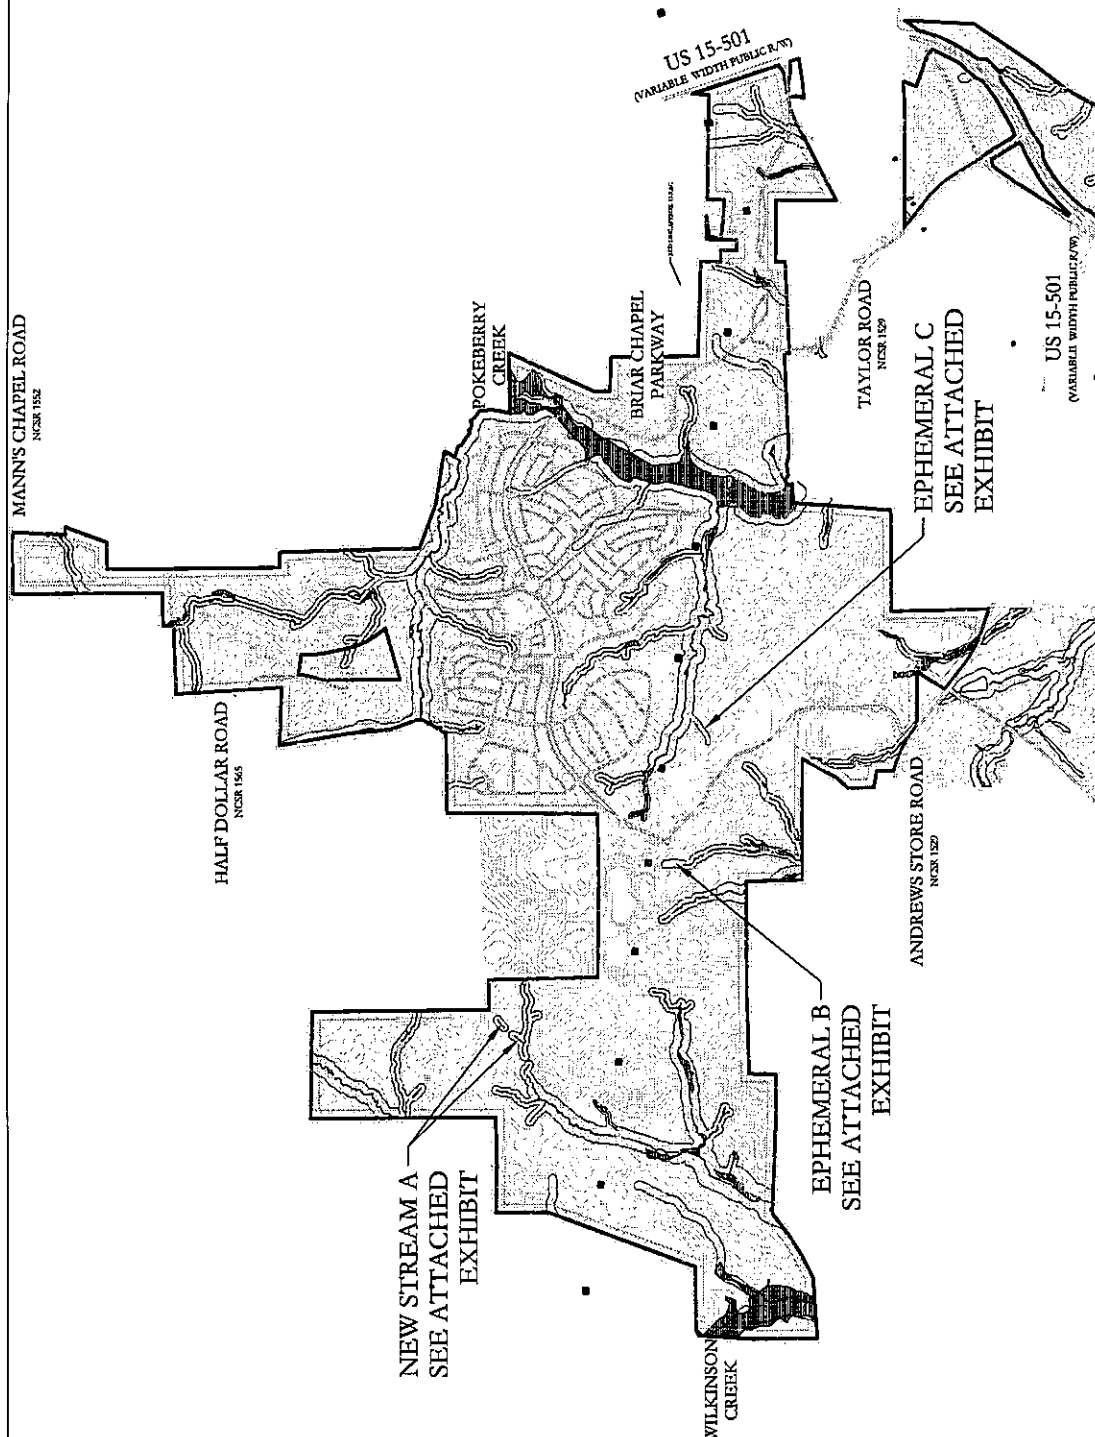 US 15-501
(VARIABLE WIDTH PUBLIC R/W)
MANN'S CHAPEL ROAD
NCSR 1552
POKEBERRY
CREEK
BRIAR CHAPEL
PARKWAY
TAYLOR ROAD
NCSR 1529
US 15-501
(VARIABLE WIDTH PUBLIC R/W)
EPHEMERAL C
SEE ATTACHED
EXHIBIT
HALF DOLLAR ROAD
NCSR 1565
ANDREWS STORE ROAD
NCSR 1529
EPHEMERAL B
SEE ATTACHED
EXHIBIT
NEW STREAM A
SEE ATTACHED
EXHIBIT
WILKINSON
CREEK